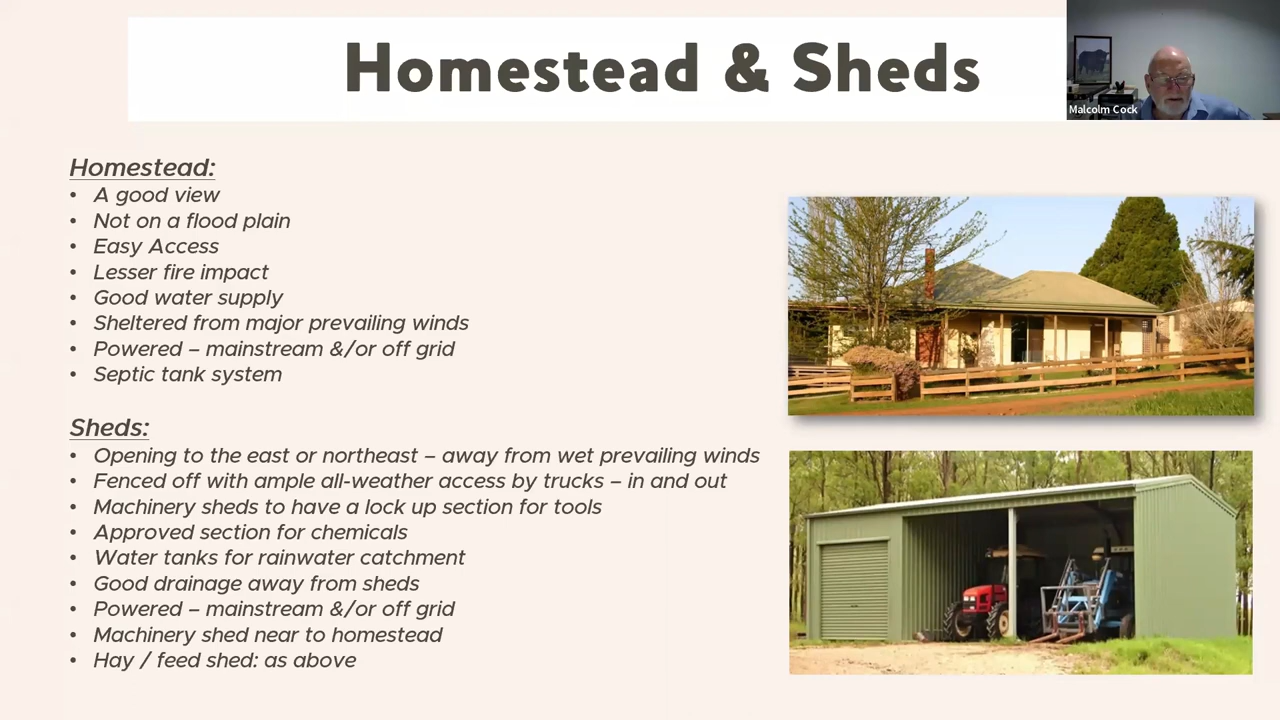 Homestead & Sheds
Malcolm Cock
Homestead:
• A good view
• Not on a flood plain
• Easy Access
• Lesser fire impact
• Good water supply
• Sheltered from major prevailing winds
• Powered – mainstream &/or off grid
• Septic tank system
Sheds:
• Opening to the east or northeast – away from wet prevailing winds
• Fenced off with ample all-weather access by trucks – in and out
• Machinery sheds to have a lock up section for tools
• Approved section for chemicals
• Water tanks for rainwater catchment
• Good drainage away from sheds
• Powered – mainstream &/or off grid
• Machinery shed near to homestead
• Hay / feed shed: as above